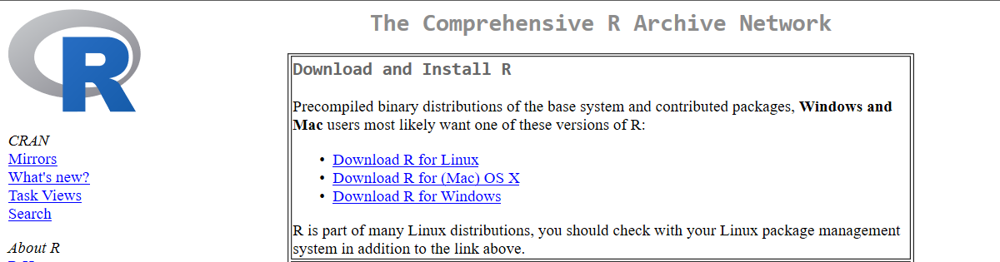 The Comprehensive R Archive Network
R
CRAN
Mirrors
What's new?
Task Views
Search
About R
Download and Install R
Precompiled binary distributions of the base system and contributed packages, Windows and
Mac users most likely want one of these versions of R:
• Download R for Linux
• Download R for (Mac) OS X
• Download R for Windows
R is part of many Linux distributions, you should check with your Linux package management
system in addition to the link above.